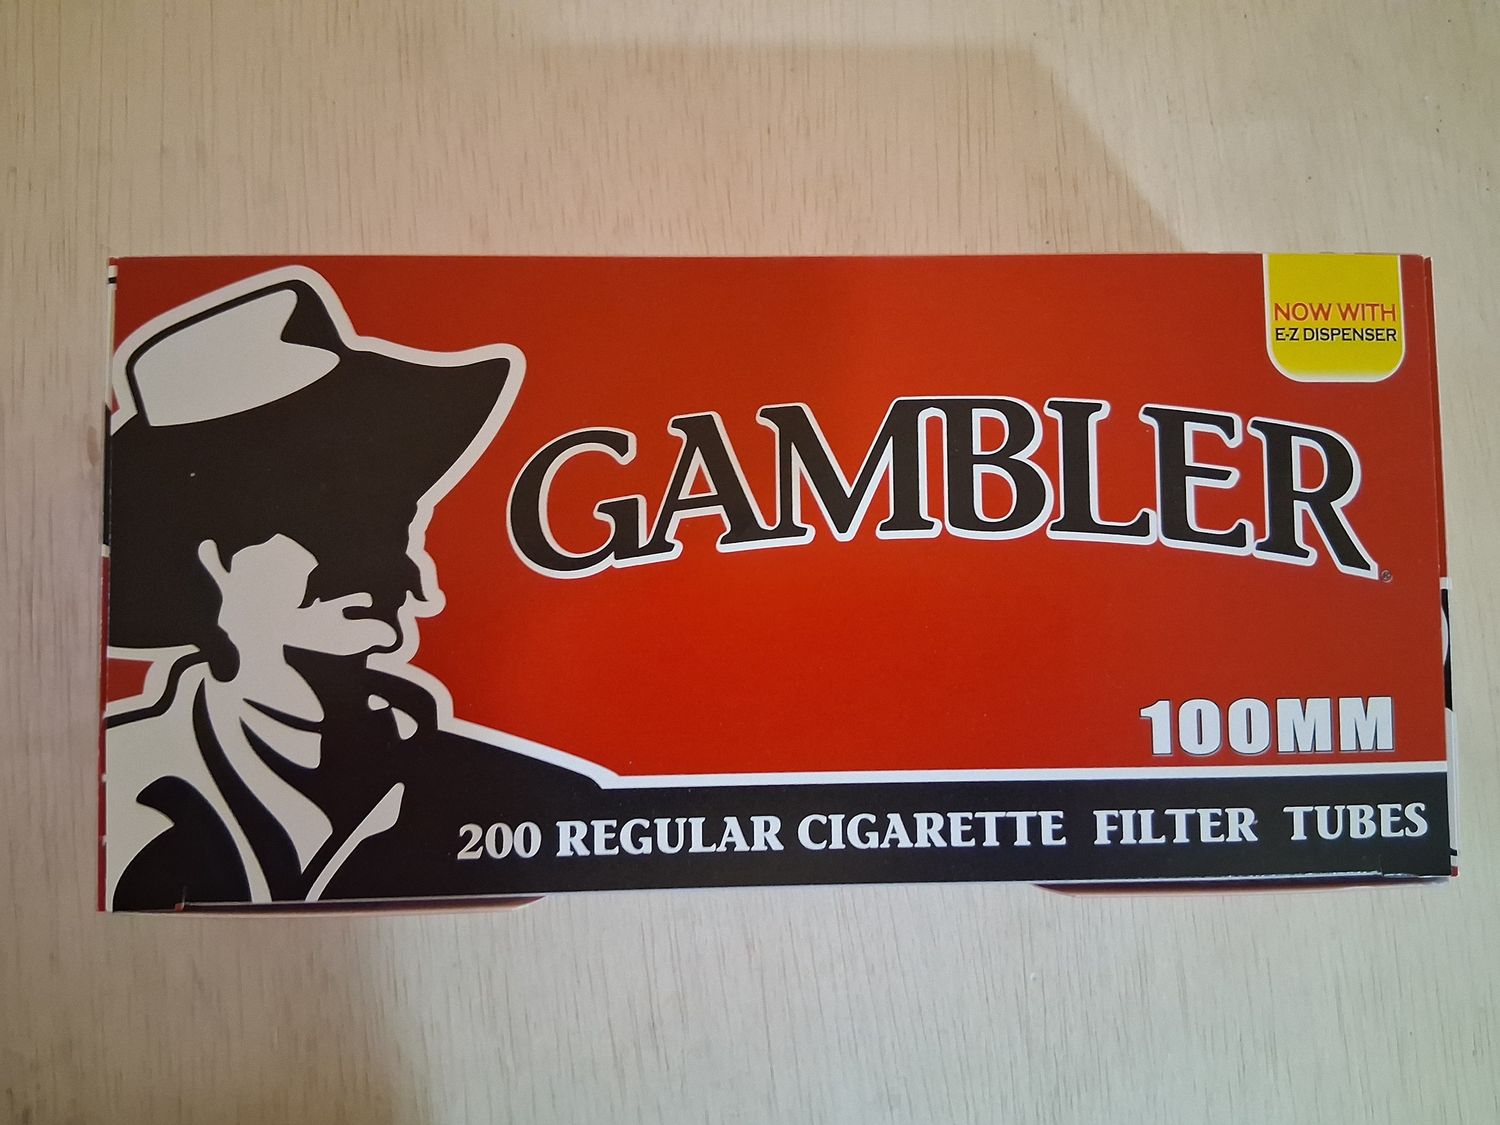 NOW WITH
E-Z DISPENSER
GAMBLER®
100MM
200 REGULAR CIGARETTE FILTER TUBES